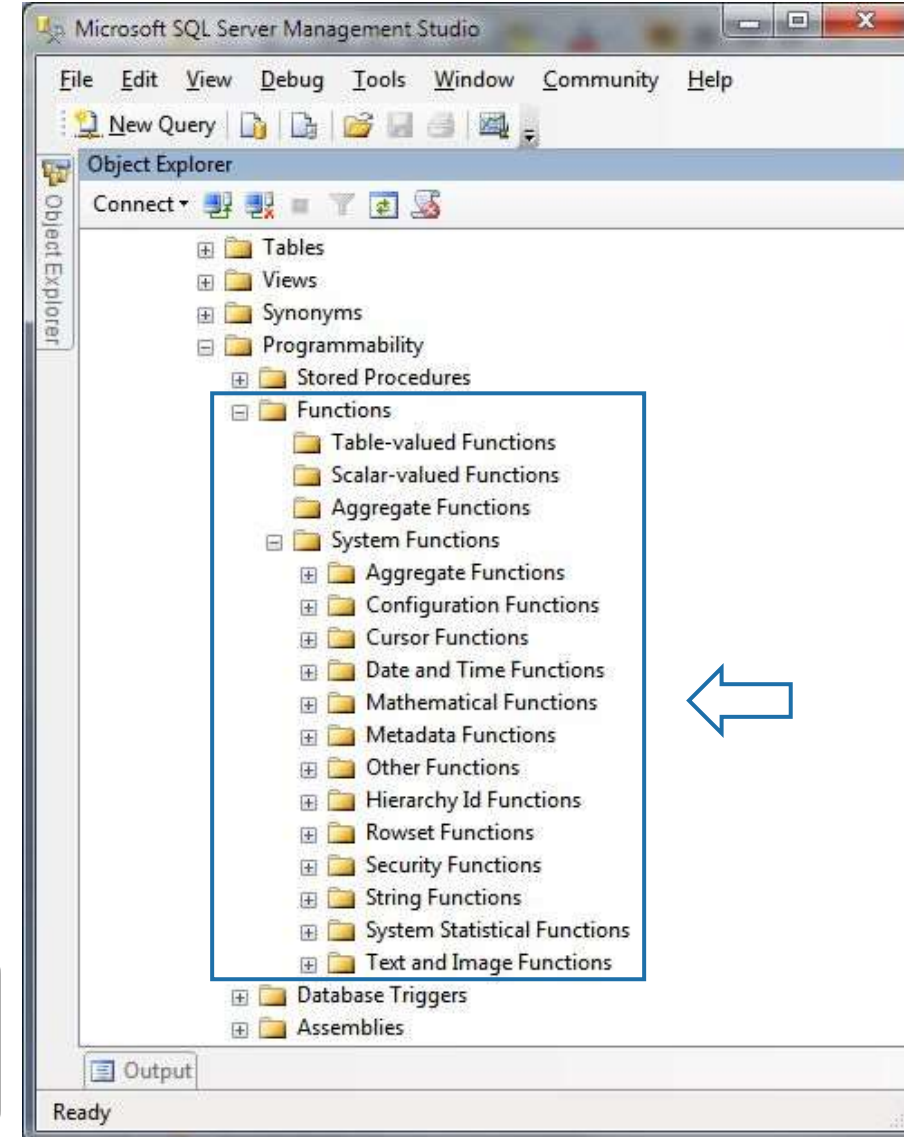 Microsoft SQL Server Management Studio
File Edit View Debug Tools Window Community Help
New Query
Object Explorer
Object Explorer
Connect
Tables
Views
Synonyms
Programmability
Stored Procedures
Functions
Table-valued Functions
Scalar-valued Functions
Aggregate Functions
System Functions
Aggregate Functions
Configuration Functions
Cursor Functions
Date and Time Functions
Mathematical Functions
Metadata Functions
Other Functions
Hierarchy Id Functions
Rowset Functions
Security Functions
String Functions
System Statistical Functions
Text and Image Functions
Database Triggers
Assemblies
Output
Ready